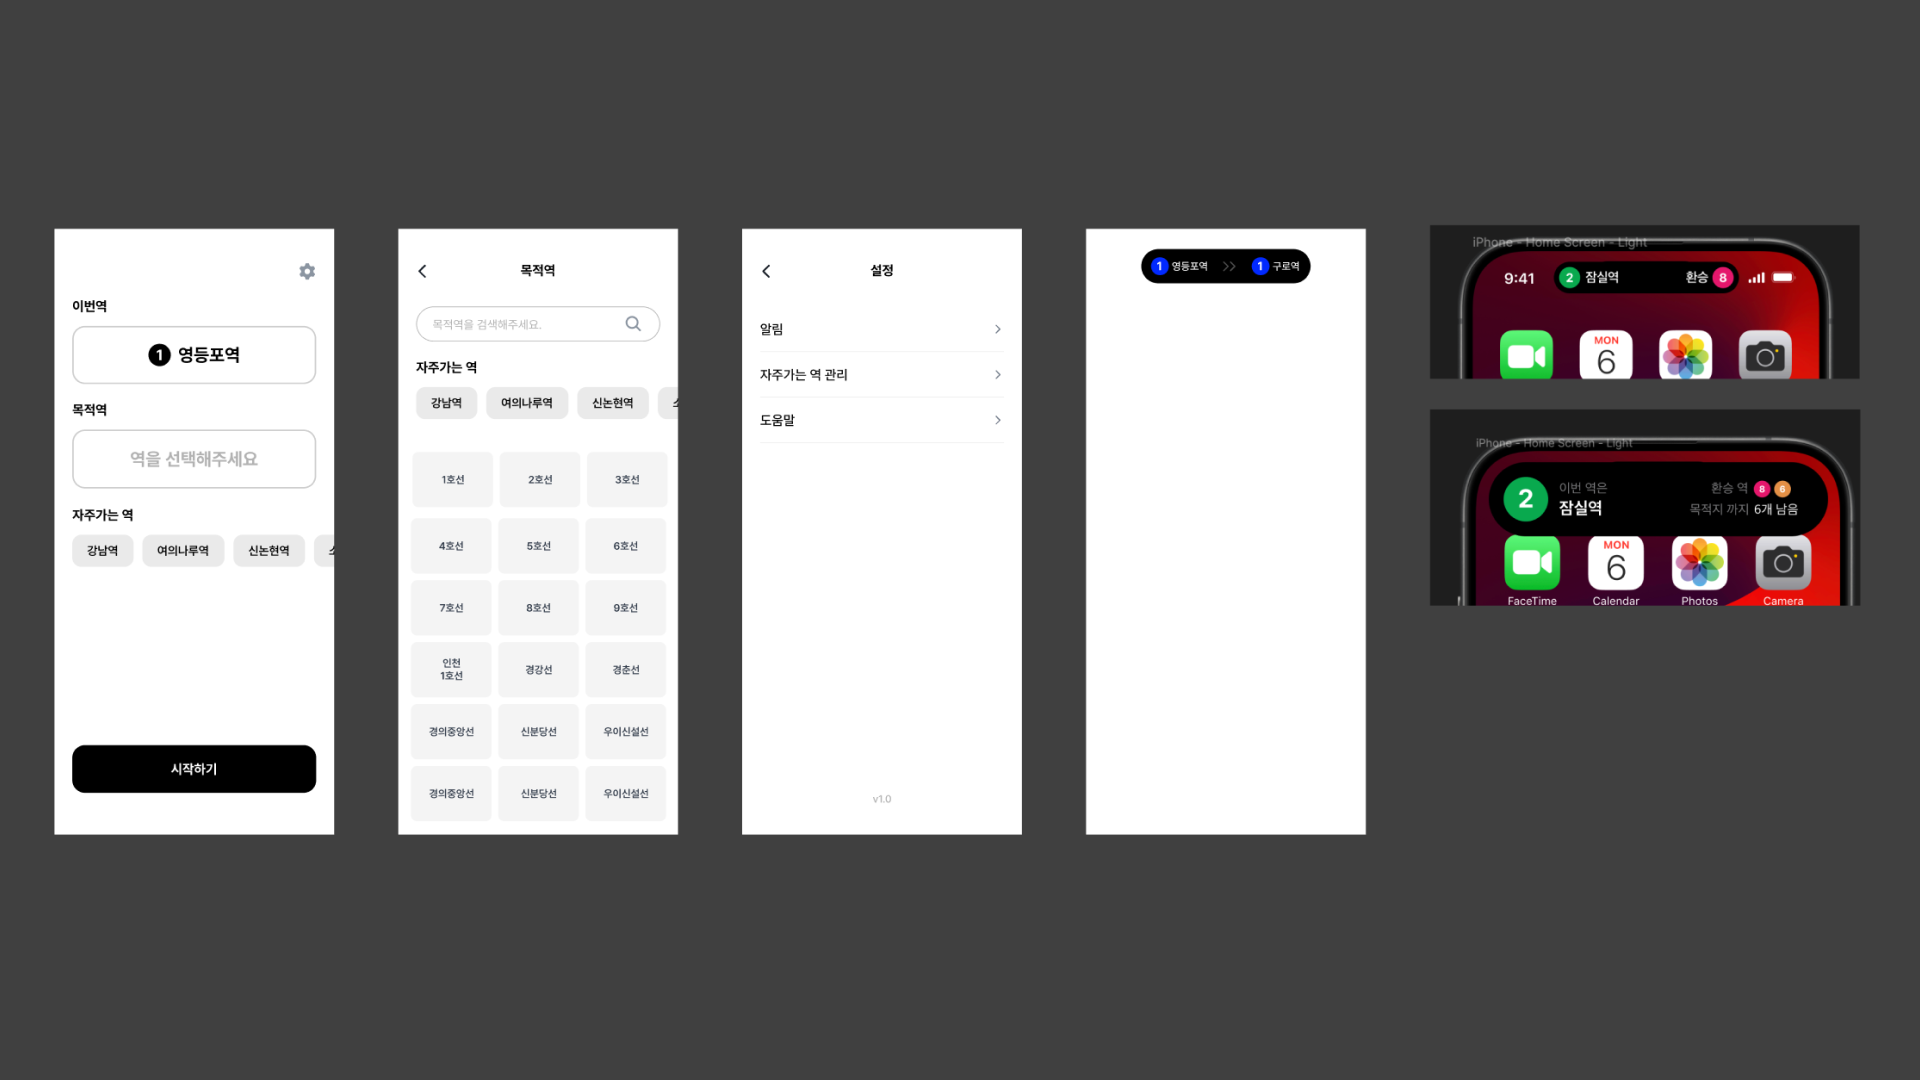 이번역
1 영등포역
목적역
역을 선택해주세요
자주가는 역
강남역 여의나루역 신논현역
시작하기
목적역
목적역을 검색해주세요.
자주가는 역
강남역 여의나루역 신논현역
1호선 2호선 3호선
4호선 5호선 6호선
7호선 8호선 9호선
인천
1호선 경강선 경춘선
경의중앙선 신분당선 우이신설선
경의중앙선 신분당선 우이신설선
설정
알림
자주가는 역 관리
도움말
v1.0
1 영등포역 1 구로역
iPhone - Home Screen - Light
9:41 2 잠실역 환승 8
MON
6
iPhone - Home Screen - Light
2 이번 역은
잠실역
환승 역 8 6
목적지 까지 6개 남음
MON
6
FaceTime Calendar Photos Camera